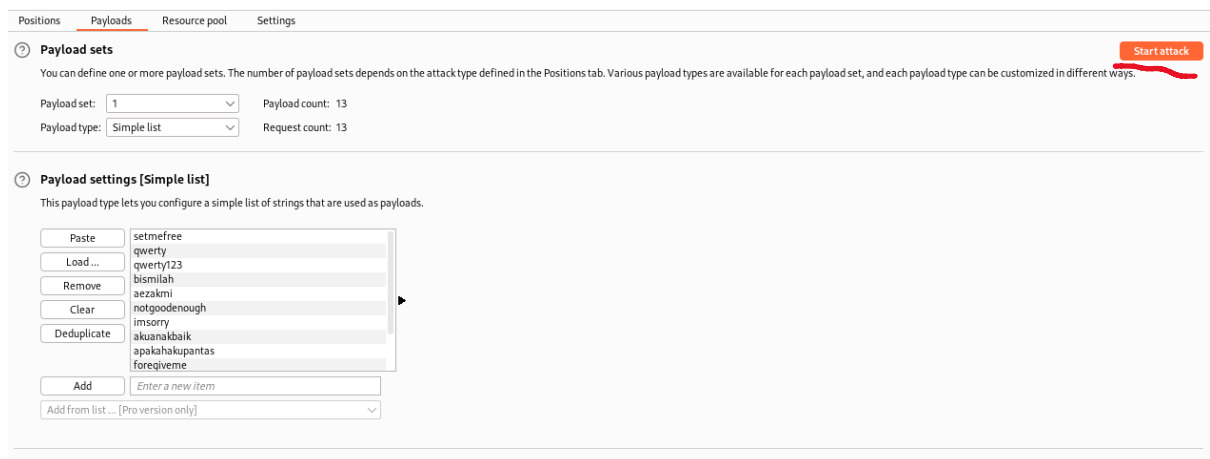 Positions Payloads Resource pool Settings
Payload sets
Start attack
You can define one or more payload sets. The number of payload sets depends on the attack type defined in the Positions tab. Various payload types are available for each payload set, and each payload type can be customized in different ways.
Payload set: 1 Payload count: 13
Payload type: Simple list Request count: 13
Payload settings [Simple list]
This payload type lets you configure a simple list of strings that are used as payloads.
Paste
Load ...
Remove
Clear
Deduplicate
setmefree
qwerty
qwerty123
bismilah
aezakmi
notgoodenough
imsorry
akuanakbaik
apakahakupantas
foregiveme
Add Enter a new item
Add from list ... [Pro version only]